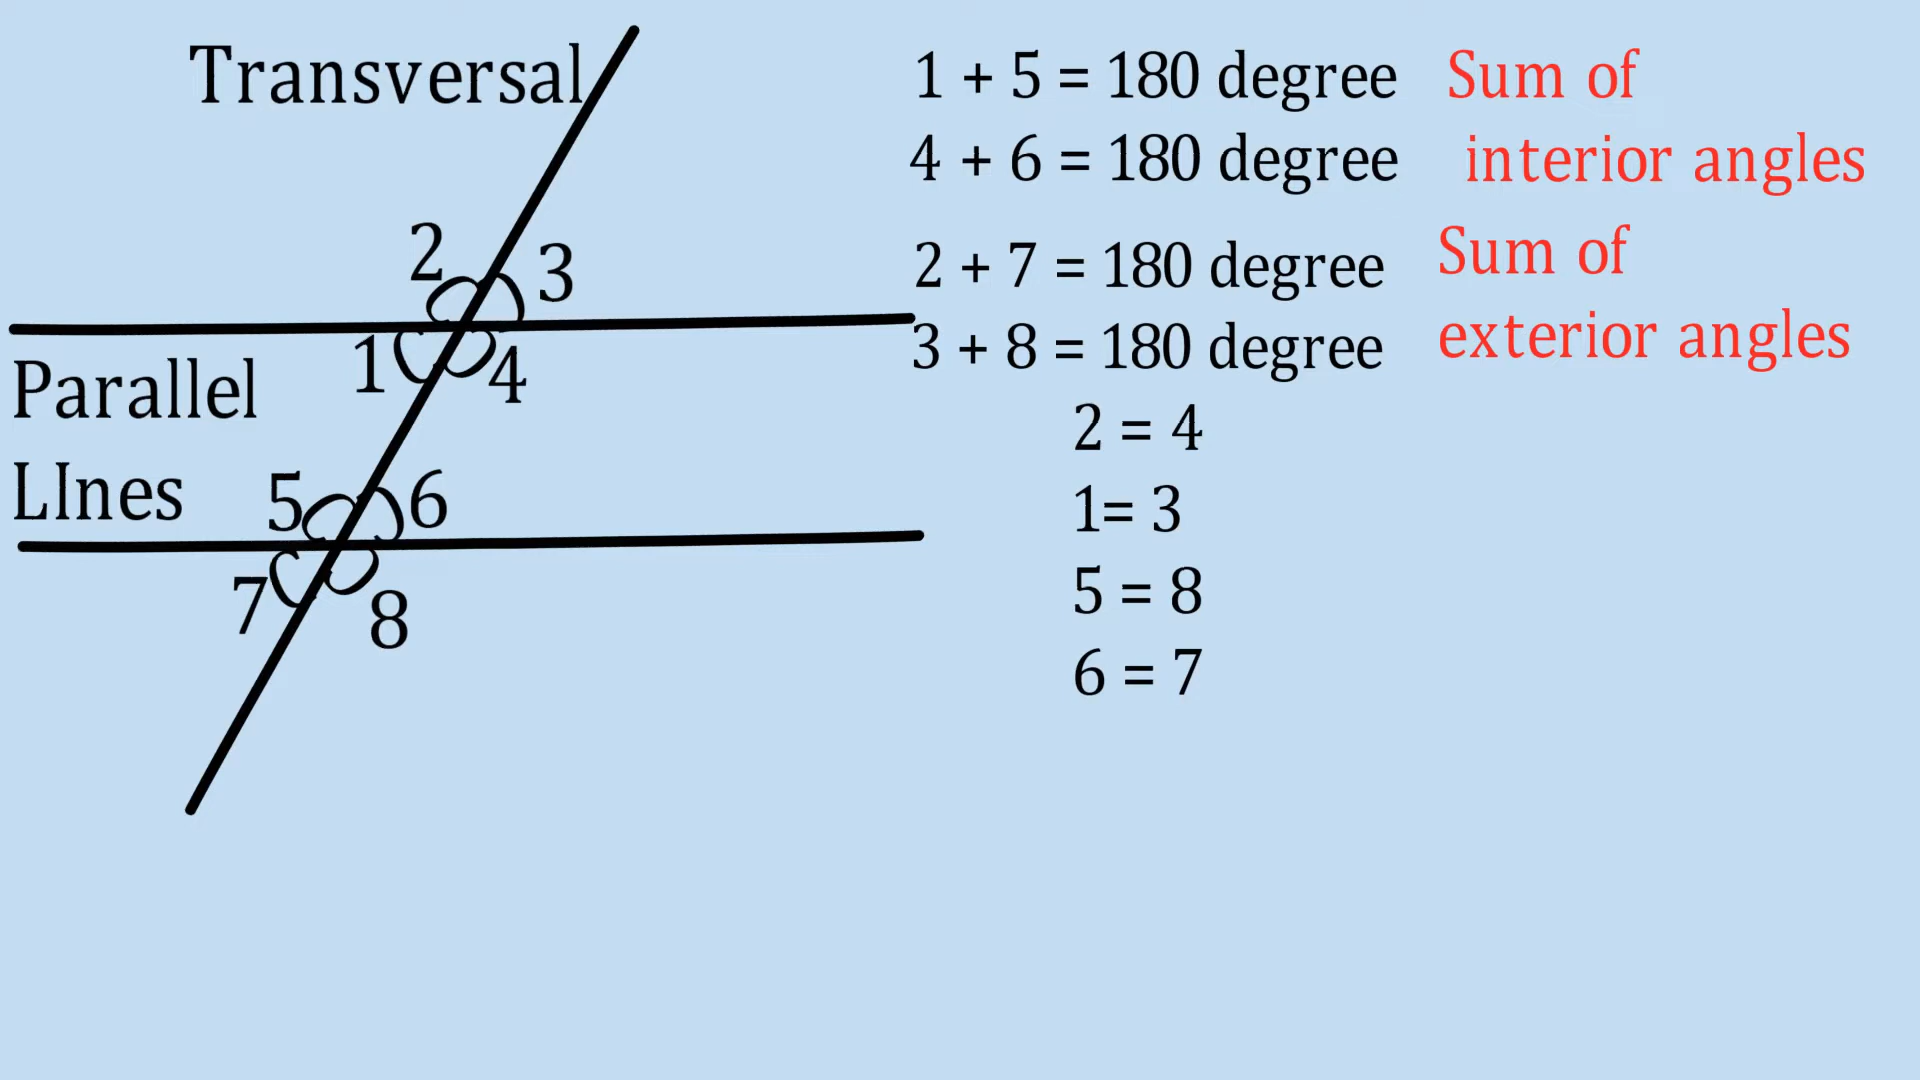 Transversal
2
3
1
4
Parallel
LInes
5
6
7
8
1 + 5 = 180 degree
4 + 6 = 180 degree
Sum of
interior angles
2 + 7 = 180 degree
3 + 8 = 180 degree
Sum of
exterior angles
2 = 4
1= 3
5 = 8
6 = 7